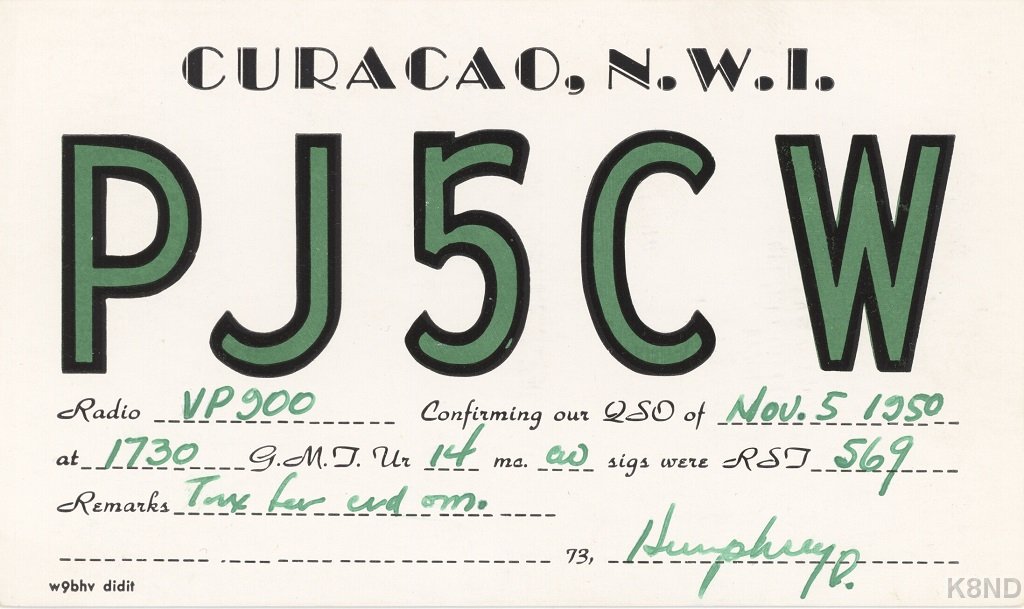 CURACAO, N.W.I.
PJ5CW
Radio VP9OO Confirming our QSO of Nov. 5 1950
at 1730 G.M.T. Ur 14 mc. cw sigs were RST 569
Remarks Tnx fer crd om.
73, Humphrey D.
w9bhv didit
K8ND